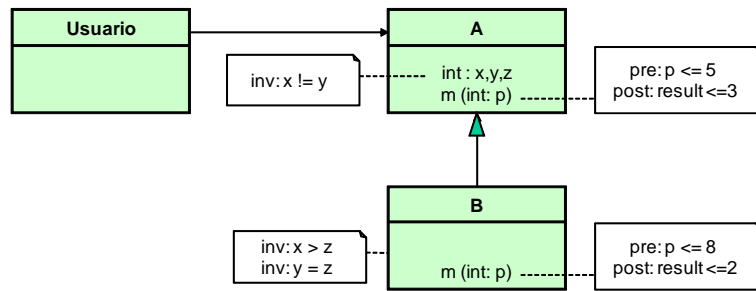 Usuario
A
inv: x != y
int : x,y,z
m (int: p)
pre: p <= 5
post: result <=3
B
inv: x > z
inv: y = z
m (int: p)
pre: p <= 8
post: result <=2